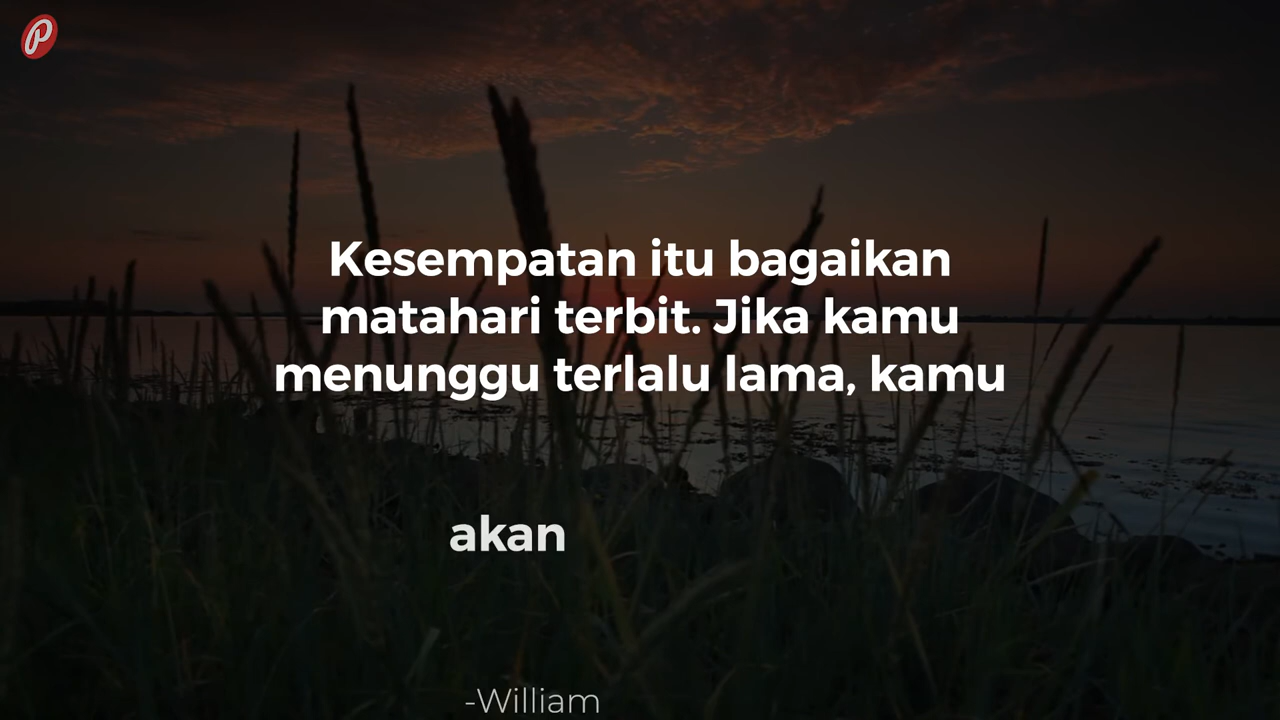 Kesempatan itu bagaikan
matahari terbit. Jika kamu
menunggu terlalu lama, kamu
akan
-William